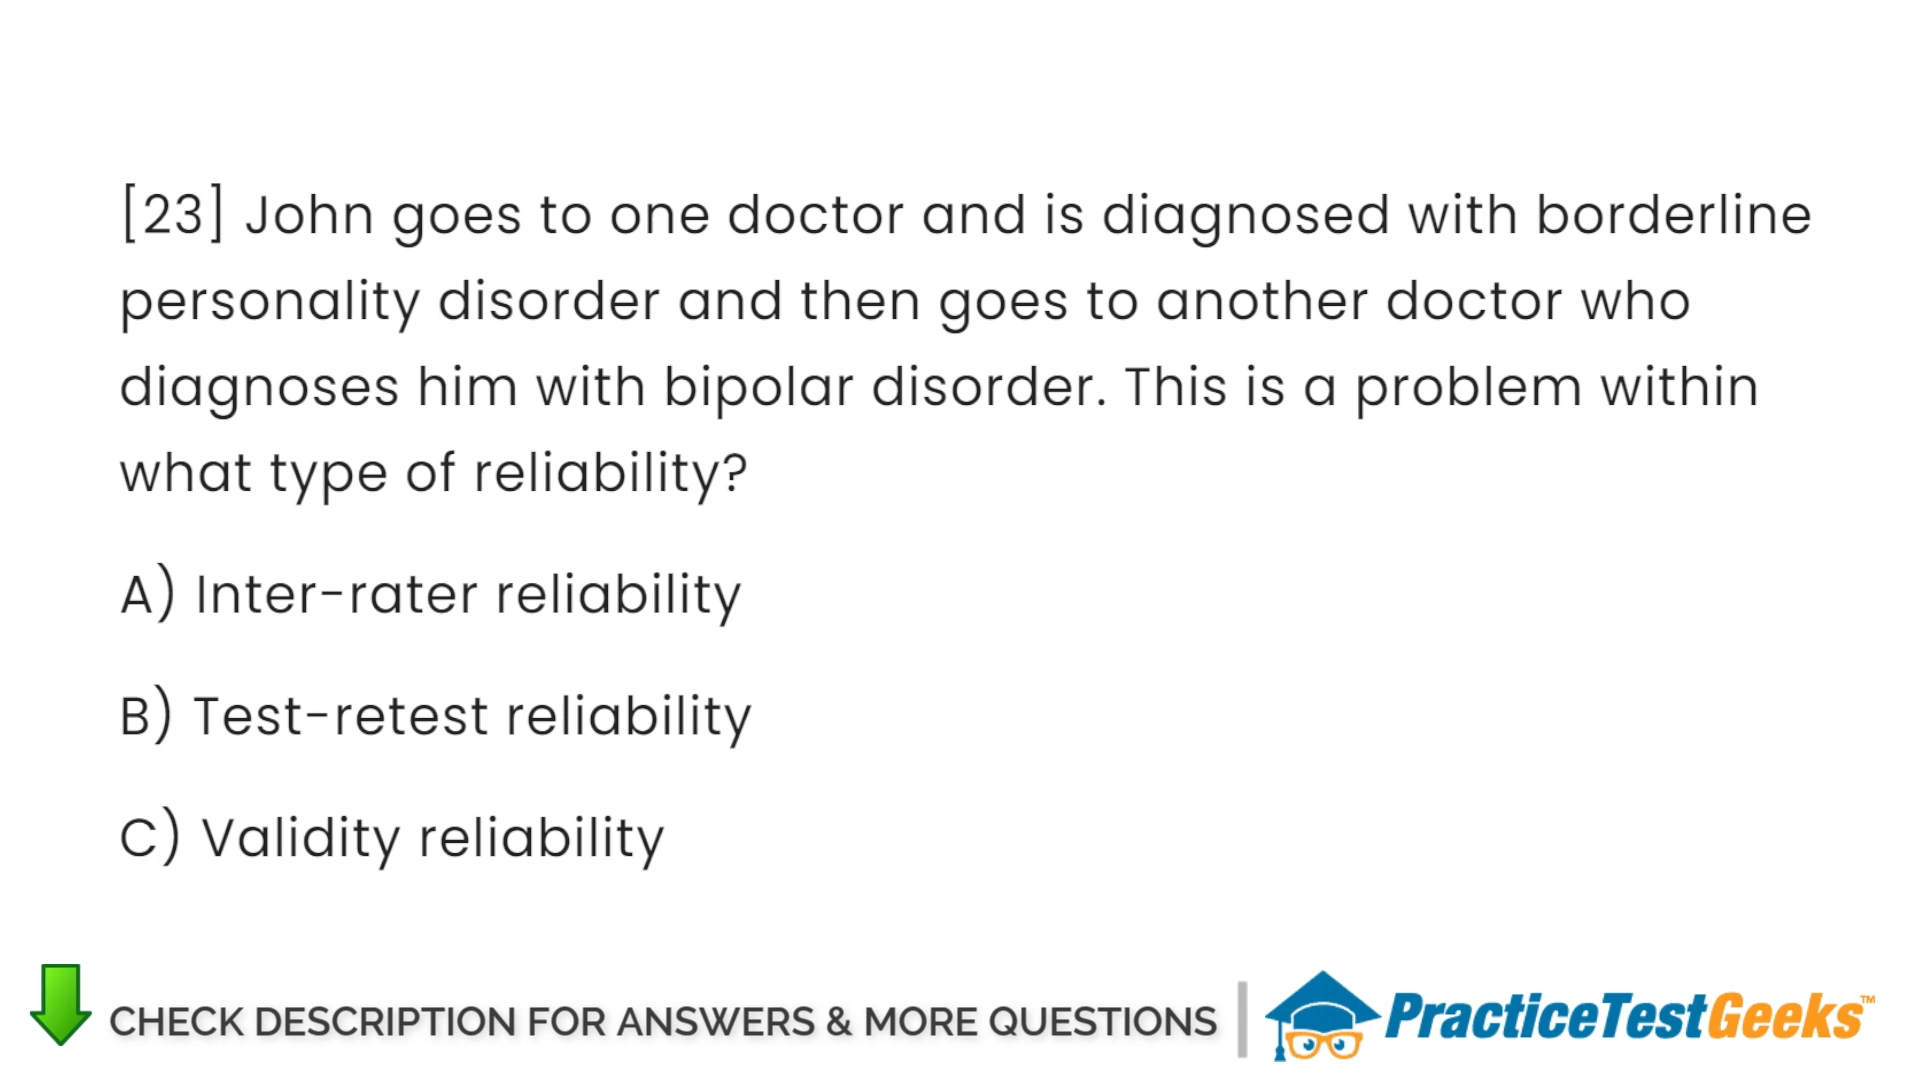 [23] John goes to one doctor and is diagnosed with borderline
personality disorder and then goes to another doctor who
diagnoses him with bipolar disorder. This is a problem within
what type of reliability?
A) Inter-rater reliability
B) Test-retest reliability
C) Validity reliability
CHECK DESCRIPTION FOR ANSWERS & MORE QUESTIONS
PracticeTestGeeks™